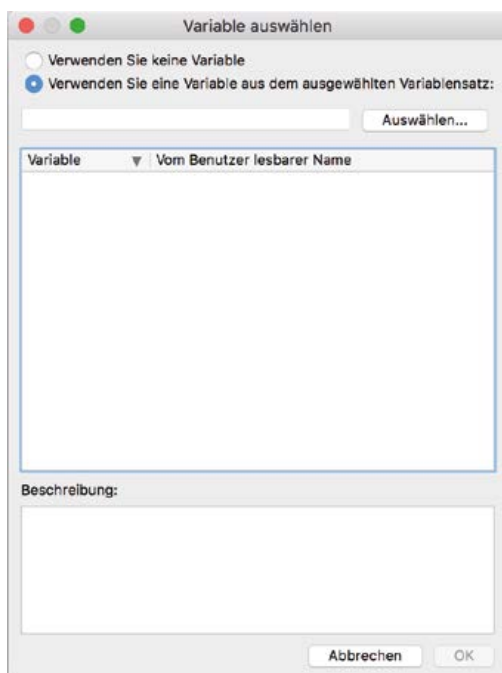 Variable auswählen
Verwenden Sie keine Variable
Verwenden Sie eine Variable aus dem ausgewählten Variablensatz:
Auswählen...
Variable Vom Benutzer lesbarer Name
Beschreibung:
Abbrechen OK